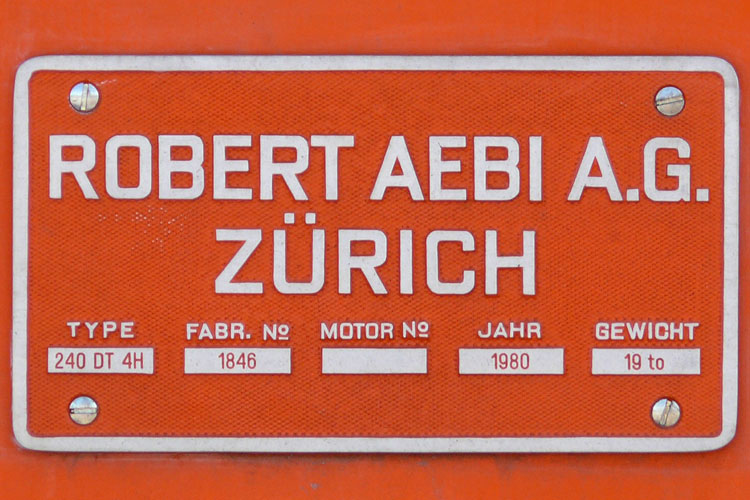 ROBERT AEBI A.G.
ZÜRICH
TYPE FABR. Nº MOTOR Nº JAHR GEWICHT
240 DT 4H 1846 1980 19 to